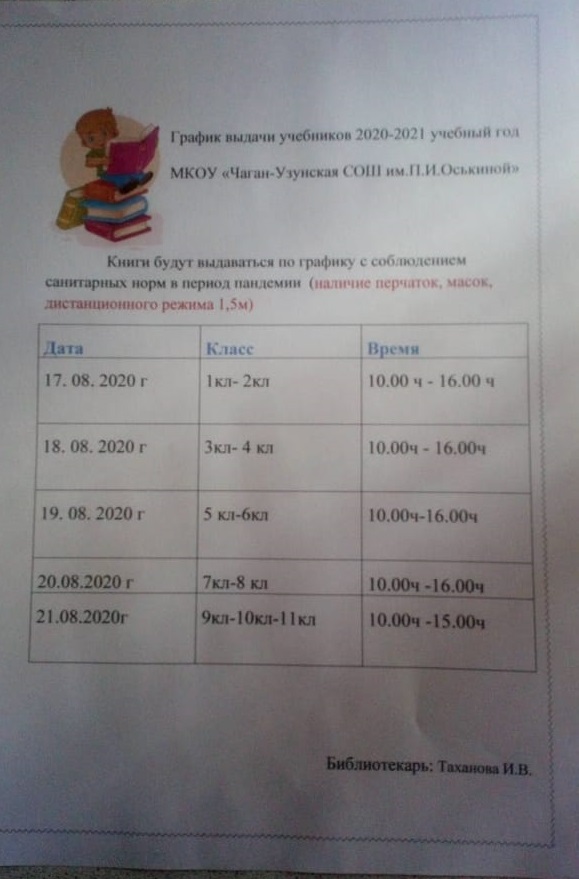 График выдачи учебников 2020-2021 учебный год
МКОУ «Чаган-Узунская СОШ им.П.И.Оськиной»
Книги будут выдаваться по графику с соблюдением
санитарных норм в период пандемии (наличие перчаток, масок,
дистанционного режима 1,5м)
Дата Класс Время
17. 08. 2020 г 1кл- 2кл 10.00 ч - 16.00 ч
18. 08. 2020 г 3кл- 4 кл 10.00ч - 16.00ч
19. 08. 2020 г 5 кл-6кл 10.00ч-16.00ч
20.08.2020 г 7кл-8 кл 10.00ч -16.00ч
21.08.2020г 9кл-10кл-11кл 10.00ч -15.00ч
Библиотекарь: Таханова И.В.